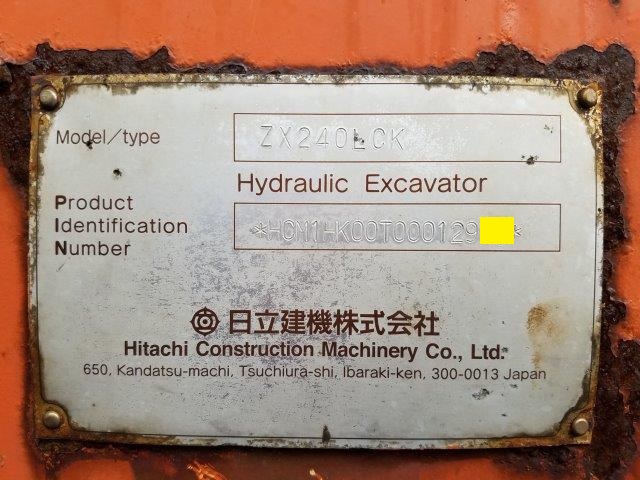 Model/type ZX240LCK
Hydraulic Excavator
Product
Identification
Number
*HCM1HK00T000129 *
日立建機株式会社
Hitachi Construction Machinery Co., Ltd.
650, Kandatsu-machi, Tsuchiura-shi, Ibaraki-ken, 300-0013 Japan